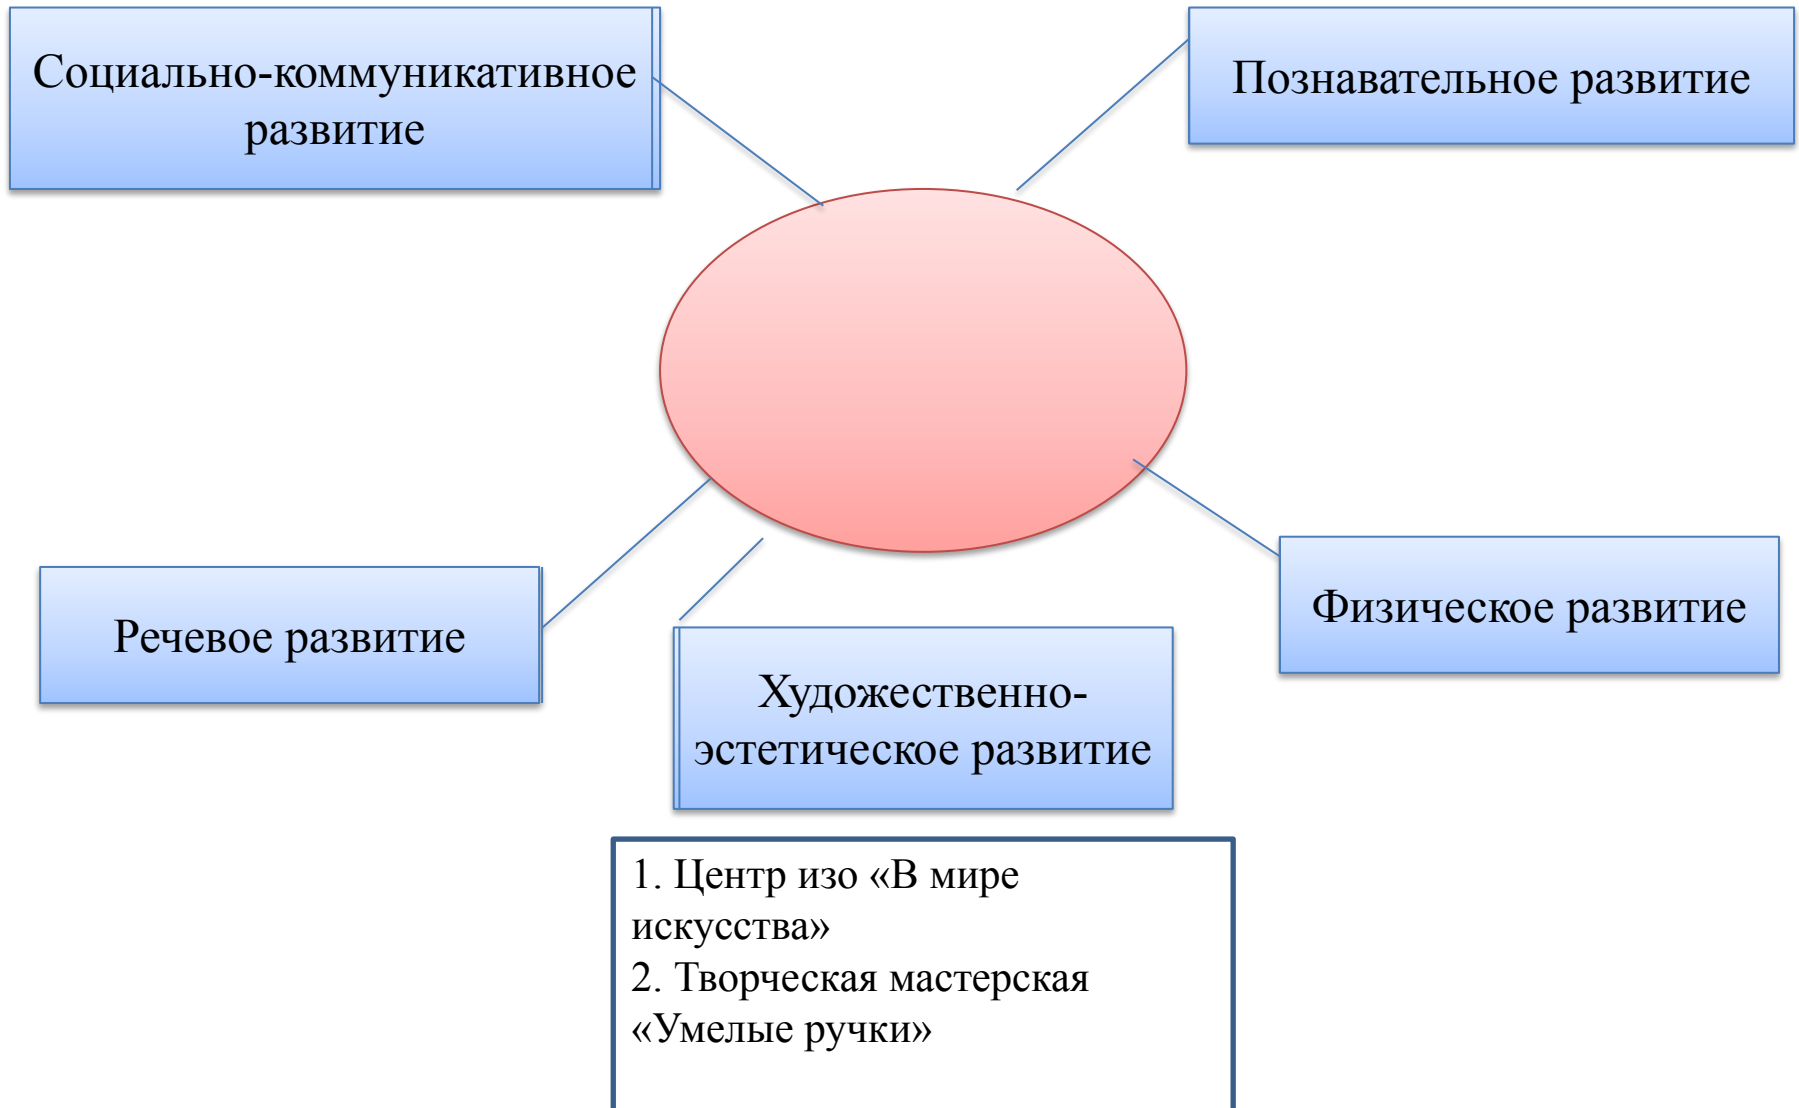 Социально-коммуникативное
развитие
Познавательное развитие
Речевое развитие
Физическое развитие
Художественно-
эстетическое развитие
1. Центр изо «В мире
искусства»
2. Творческая мастерская
«Умелые ручки»